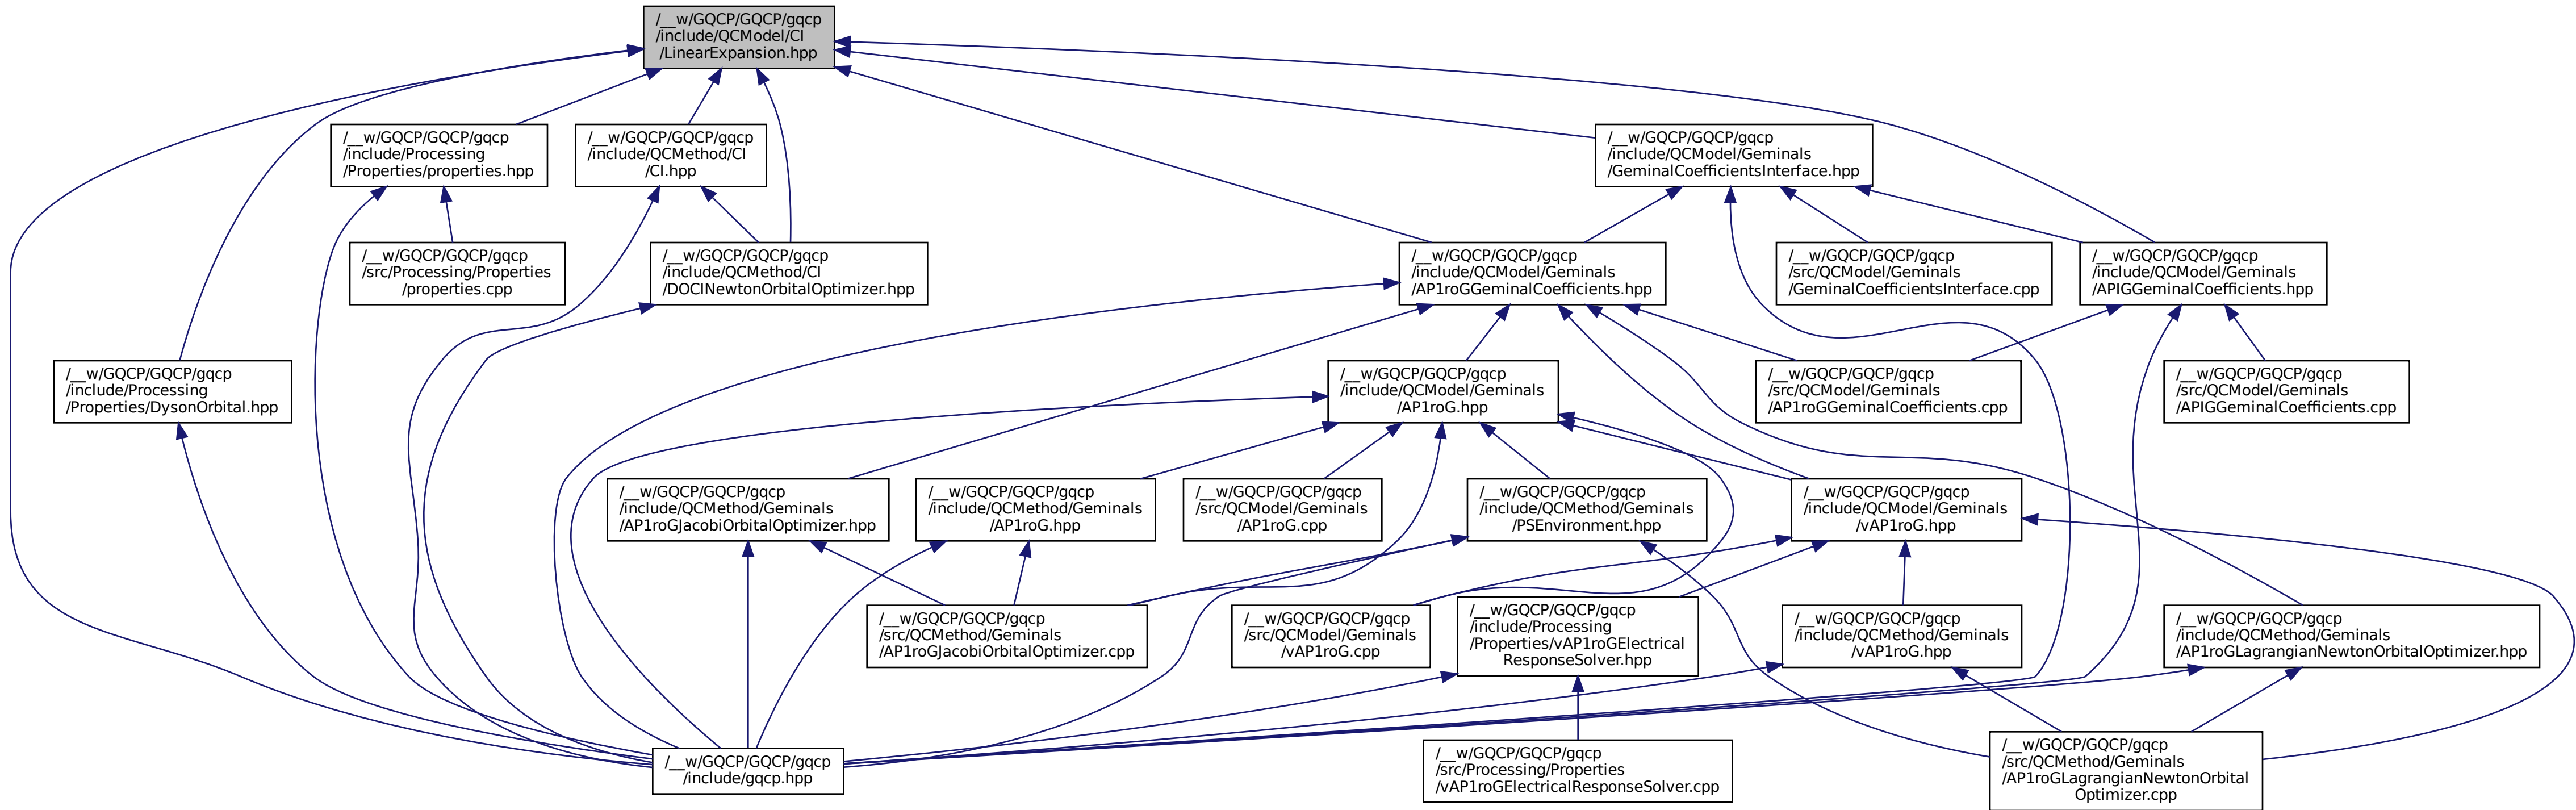 /__w/GQCP/GQCP/gqcp
/include/QCModel/CI
/LinearExpansion.hpp
/__w/GQCP/GQCP/gqcp
/include/Processing
/Properties/properties.hpp
/__w/GQCP/GQCP/gqcp
/include/QCMethod/CI
/CI.hpp
/__w/GQCP/GQCP/gqcp
/include/QCModel/Geminals
/GeminalCoefficientsInterface.hpp
/__w/GQCP/GQCP/gqcp
/src/Processing/Properties
/properties.cpp
/__w/GQCP/GQCP/gqcp
/include/QCMethod/CI
/DOCINewtonOrbitalOptimizer.hpp
/__w/GQCP/GQCP/gqcp
/include/QCModel/Geminals
/AP1roGGeminalCoefficients.hpp
/__w/GQCP/GQCP/gqcp
/src/QCModel/Geminals
/GeminalCoefficientsInterface.cpp
/__w/GQCP/GQCP/gqcp
/include/QCModel/Geminals
/APIGGeminalCoefficients.hpp
/__w/GQCP/GQCP/gqcp
/include/Processing
/Properties/DysonOrbital.hpp
/__w/GQCP/GQCP/gqcp
/include/QCModel/Geminals
/AP1roG.hpp
/__w/GQCP/GQCP/gqcp
/src/QCModel/Geminals
/AP1roGGeminalCoefficients.cpp
/__w/GQCP/GQCP/gqcp
/src/QCModel/Geminals
/APIGGeminalCoefficients.cpp
/__w/GQCP/GQCP/gqcp
/include/QCMethod/Geminals
/AP1roGJacobiOrbitalOptimizer.hpp
/__w/GQCP/GQCP/gqcp
/include/QCMethod/Geminals
/AP1roG.hpp
/__w/GQCP/GQCP/gqcp
/src/QCModel/Geminals
/AP1roG.cpp
/__w/GQCP/GQCP/gqcp
/include/QCMethod/Geminals
/PSEnvironment.hpp
/__w/GQCP/GQCP/gqcp
/include/QCModel/Geminals
/vAP1roG.hpp
/__w/GQCP/GQCP/gqcp
/src/QCMethod/Geminals
/AP1roGJacobiOrbitalOptimizer.cpp
/__w/GQCP/GQCP/gqcp
/src/QCModel/Geminals
/vAP1roG.cpp
/__w/GQCP/GQCP/gqcp
/include/Processing
/Properties/vAP1roGElectrical
ResponseSolver.hpp
/__w/GQCP/GQCP/gqcp
/include/QCMethod/Geminals
/vAP1roG.hpp
/__w/GQCP/GQCP/gqcp
/include/QCMethod/Geminals
/AP1roGLagrangianNewtonOrbitalOptimizer.hpp
/__w/GQCP/GQCP/gqcp
/include/gqcp.hpp
/__w/GQCP/GQCP/gqcp
/src/Processing/Properties
/vAP1roGElectricalResponseSolver.cpp
/__w/GQCP/GQCP/gqcp
/src/QCMethod/Geminals
/AP1roGLagrangianNewtonOrbital
Optimizer.cpp